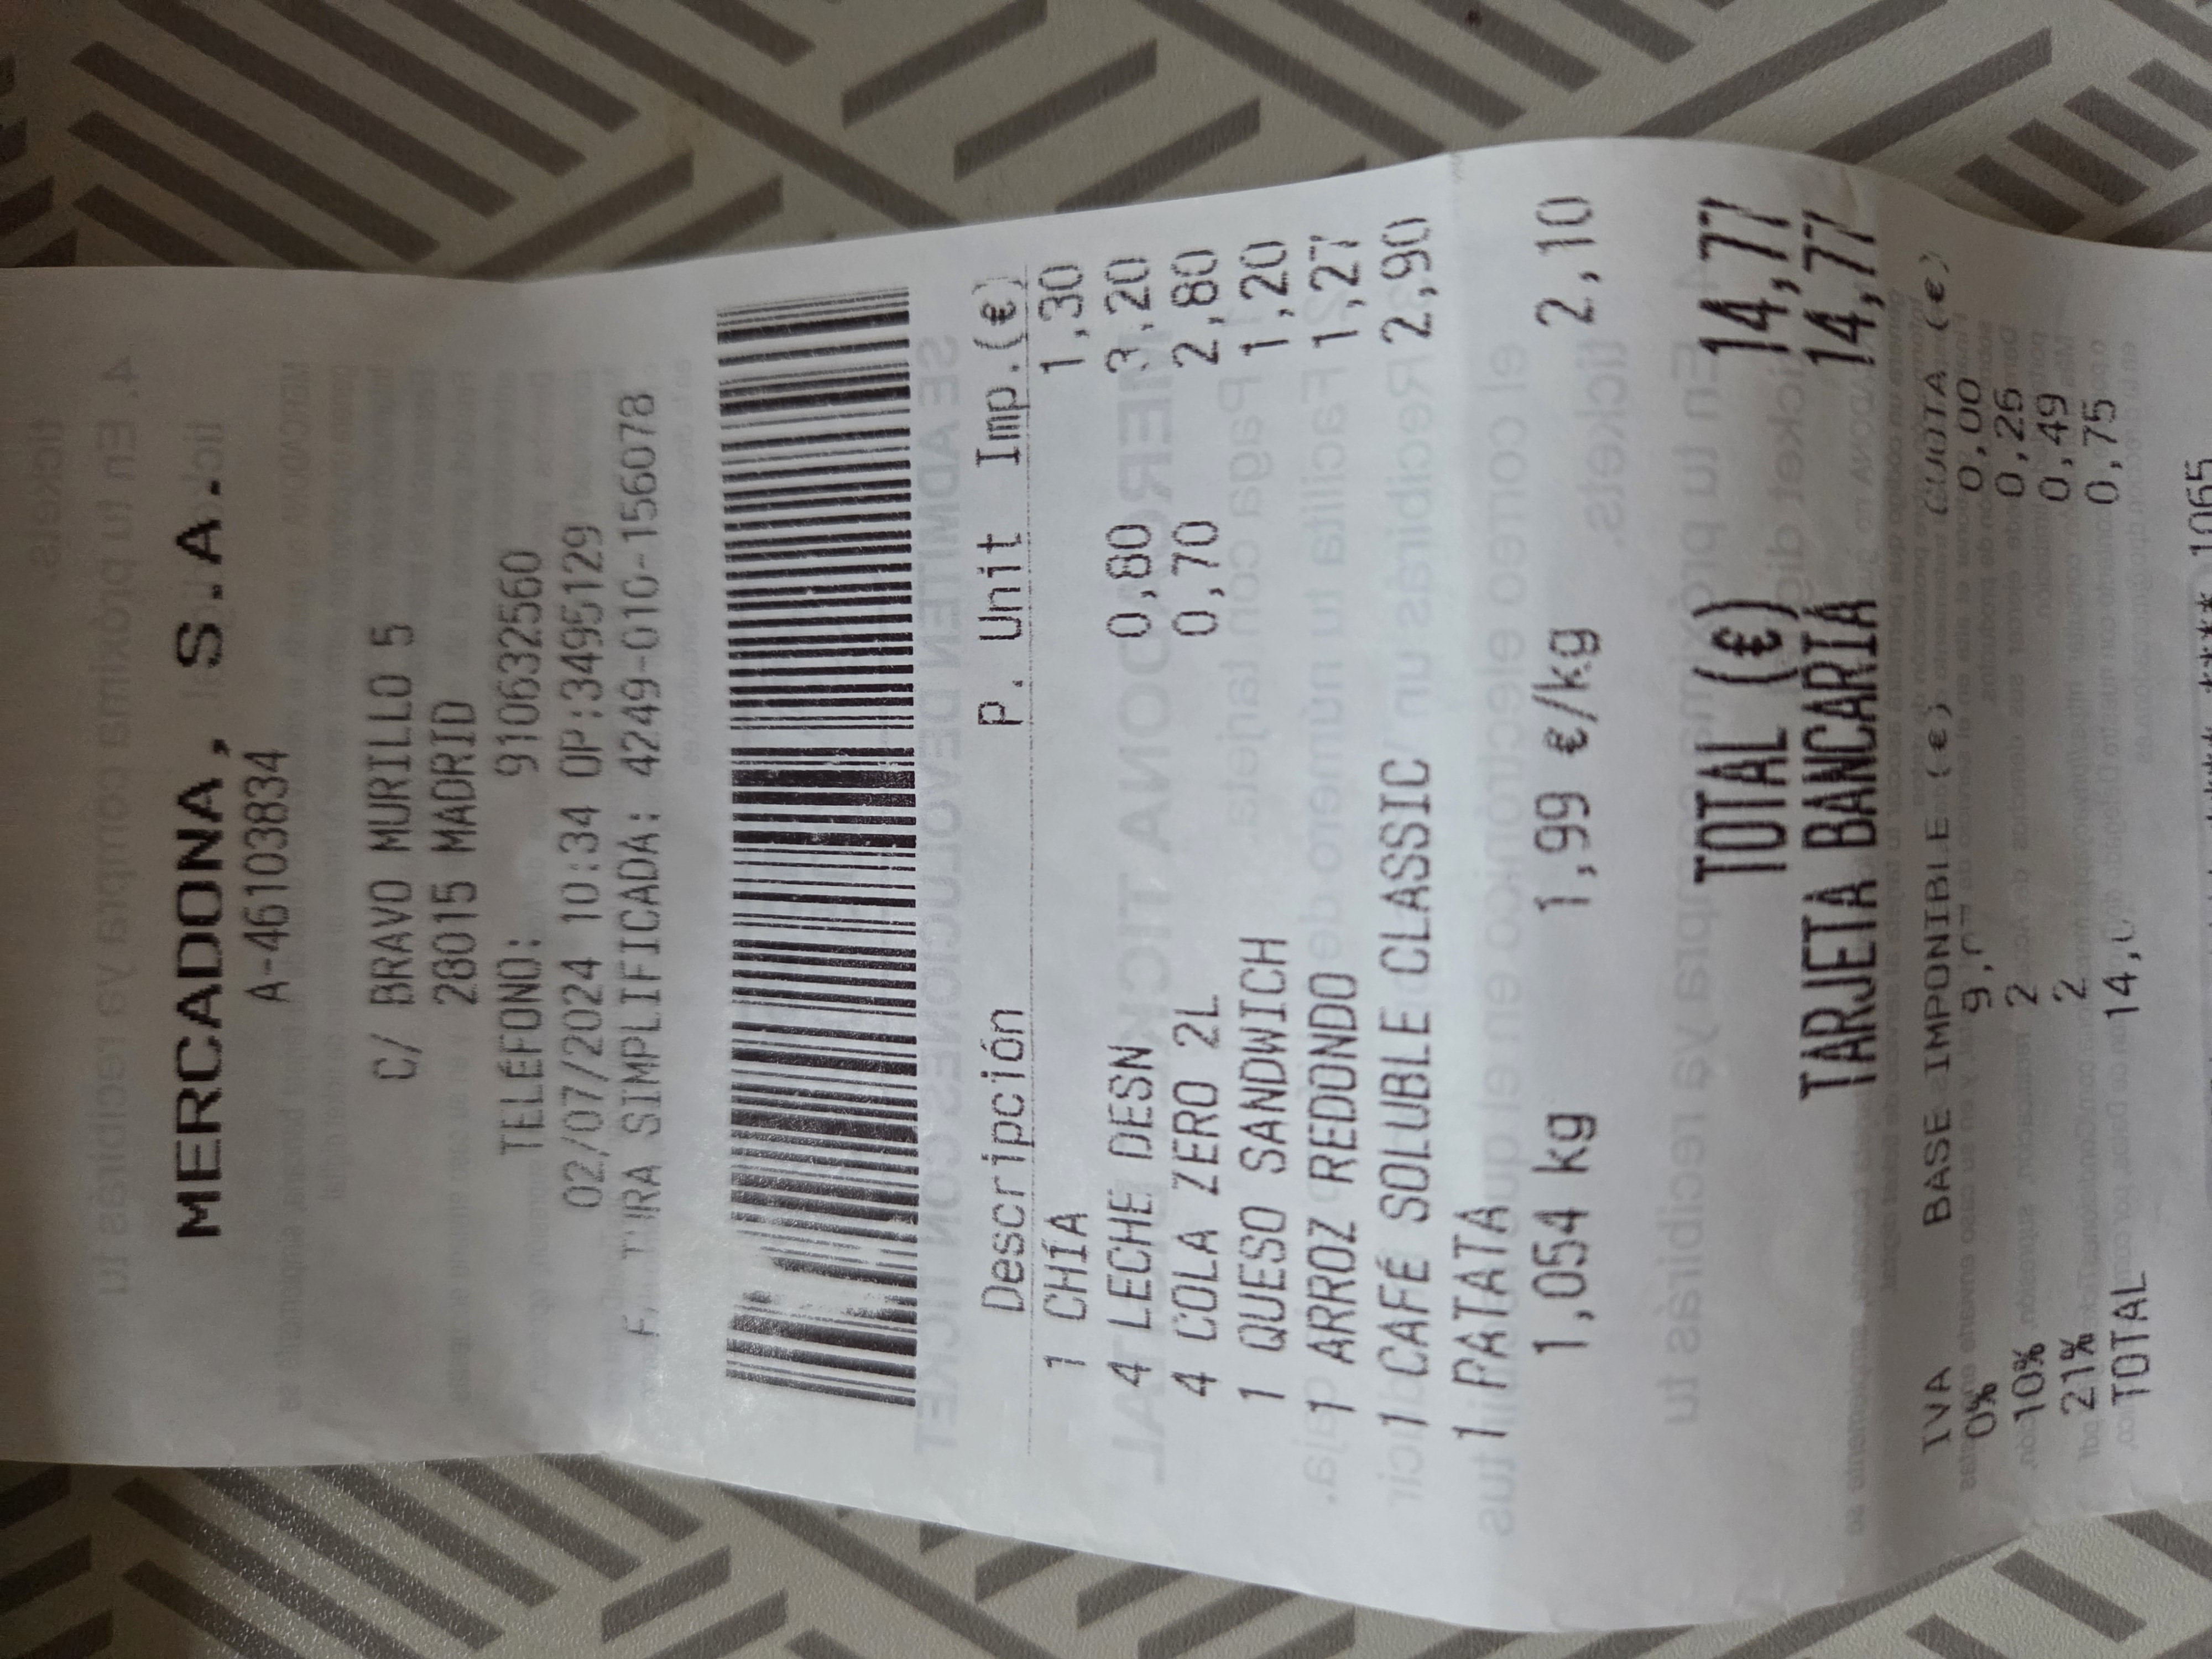 MERCADONA, S.A.
A-46103834
C/ BRAVO MURILLO 5
28015 MADRID
TELÉFONO: 910632560
02/07/2024 10:34 OP:3495129
SIMPLIFICADA: 4249-010-156078
Descripción P. Unit Imp.(€)
1 CHÍA 1,30
4 LECHE DESN 0,80 3,20
4 COLA ZERO 2L 0,70 2,80
1 QUESO SANDWICH 1,20
1 ARROZ REDONDO 1,27
1 CAFÉ SOLUBLE CLASSIC 2,90
1 PATATA
1,054 kg 1,99 €/kg 2,10
TOTAL (€) 14,77
TARJETA BANCARIA 14,77
IVA BASE IMPONIBLE (€) CUOTA (€)
0% 0,00
10% 0,26
21% 0,49
TOTAL 0,75
1065